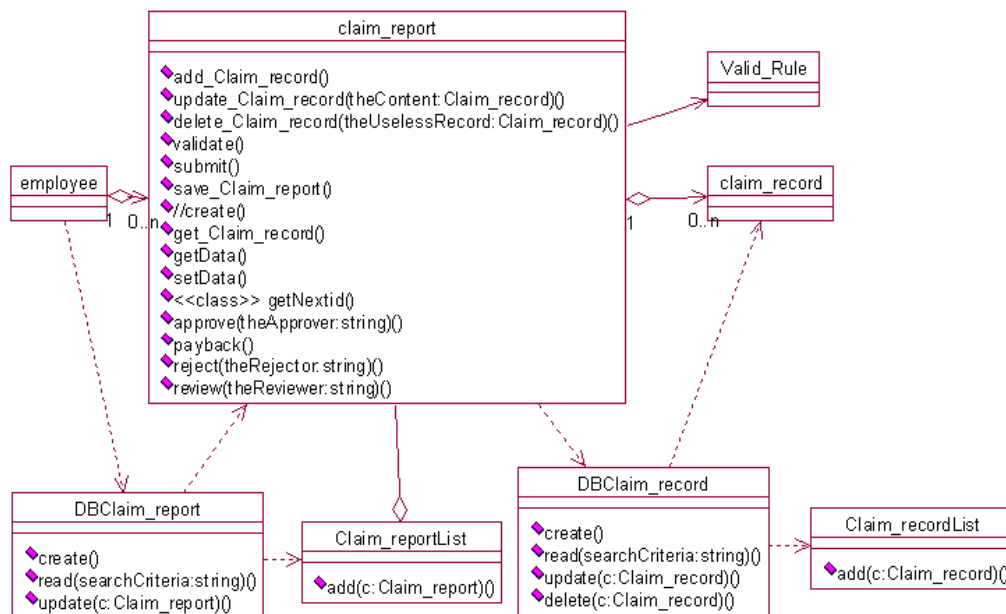 claim_report
add_Claim_record()
update_Claim_record(theContent:Claim_record)()
delete_Claim_record(theUselessRecord:Claim_record)()
validate()
submit()
save_Claim_report()
//create()
get_Claim_record()
getData()
setData()
<<class>> getNextid()
approve(theApprover:string)()
payback()
reject(theRejector:string)()
review(theReviewer:string)()
Valid_Rule
employee
1
0..n
claim_record
1
0..n
DBClaim_report
create()
read(searchCriteria:string)()
update(c:Claim_report)()
Claim_reportList
add(c:Claim_report)()
DBClaim_record
create()
read(searchCriteria:string)()
update(c:Claim_record)()
delete(c:Claim_record)()
Claim_recordList
add(c:Claim_record)()